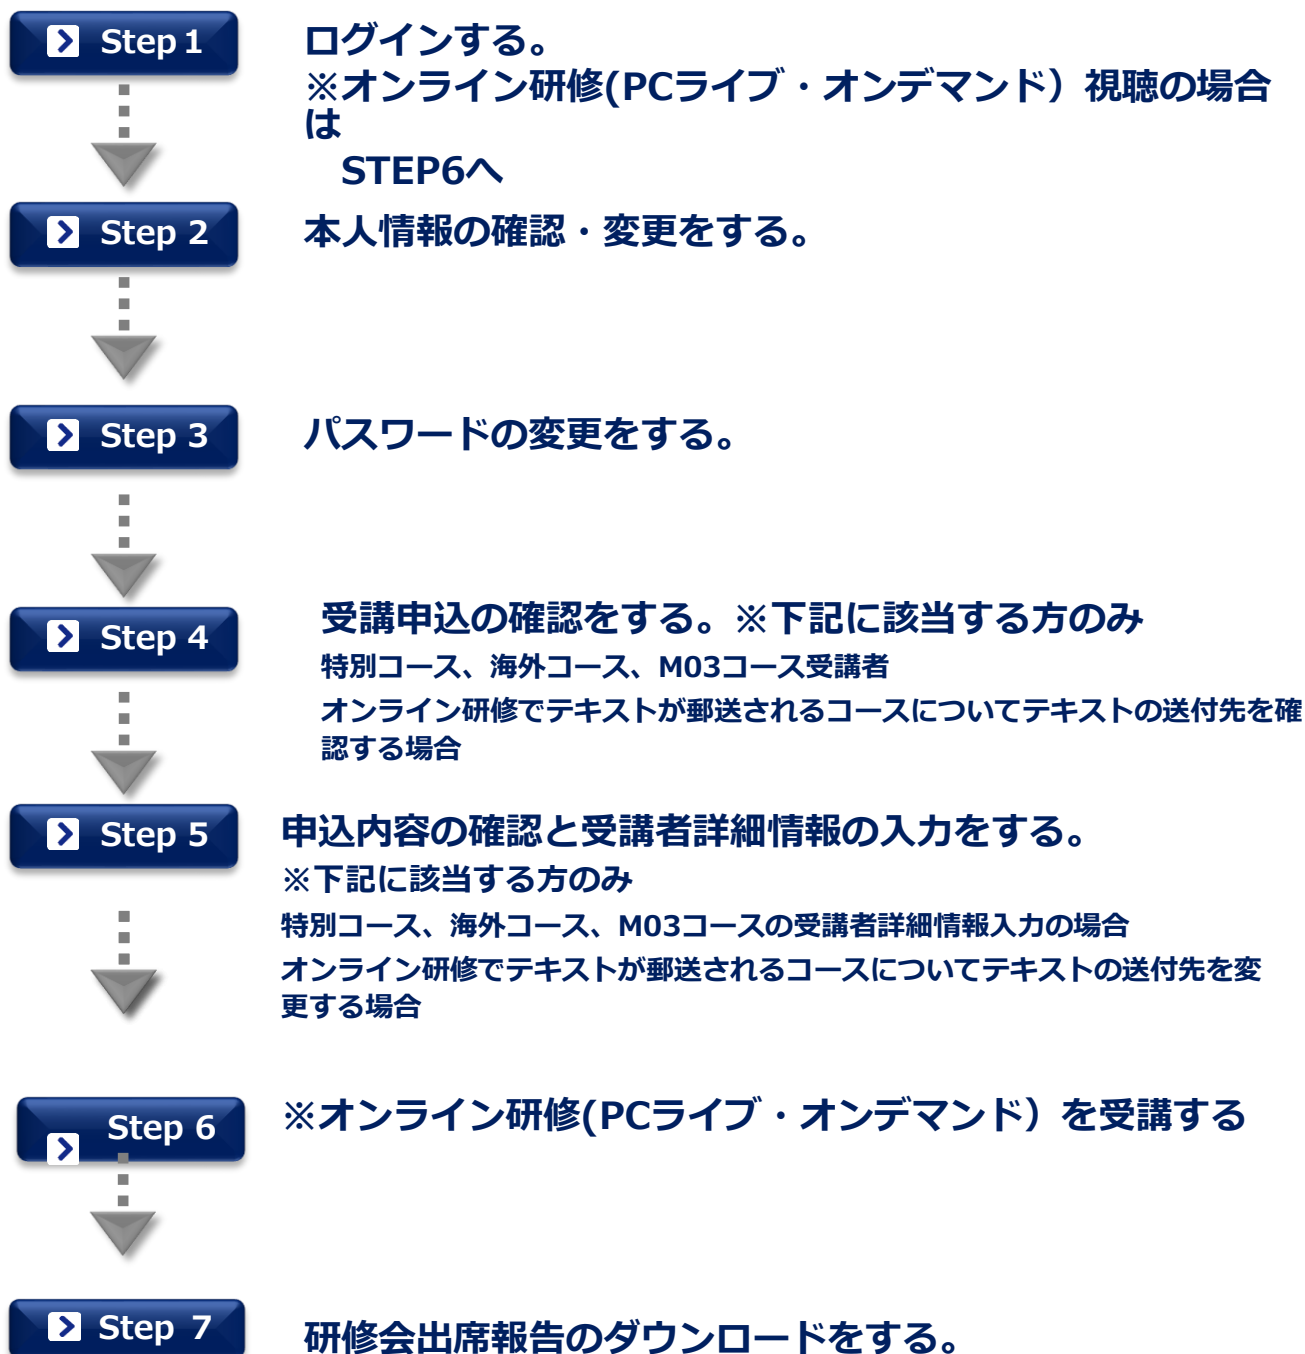 Step 1
ログインする。
※オンライン研修(PCライブ・オンデマンド）視聴の場合
は
STEP6へ
Step 2
本人情報の確認・変更をする。
Step 3
パスワードの変更をする。
Step 4
受講申込の確認をする。※下記に該当する方のみ
特別コース、海外コース、M03コース受講者
オンライン研修でテキストが郵送されるコースについてテキストの送付先を確
認する場合
Step 5
申込内容の確認と受講者詳細情報の入力をする。
※下記に該当する方のみ
特別コース、海外コース、M03コースの受講者詳細情報入力の場合
オンライン研修でテキストが郵送されるコースについてテキストの送付先を変
更する場合
Step 6
※オンライン研修(PCライブ・オンデマンド）を受講する
Step 7
研修会出席報告のダウンロードをする。